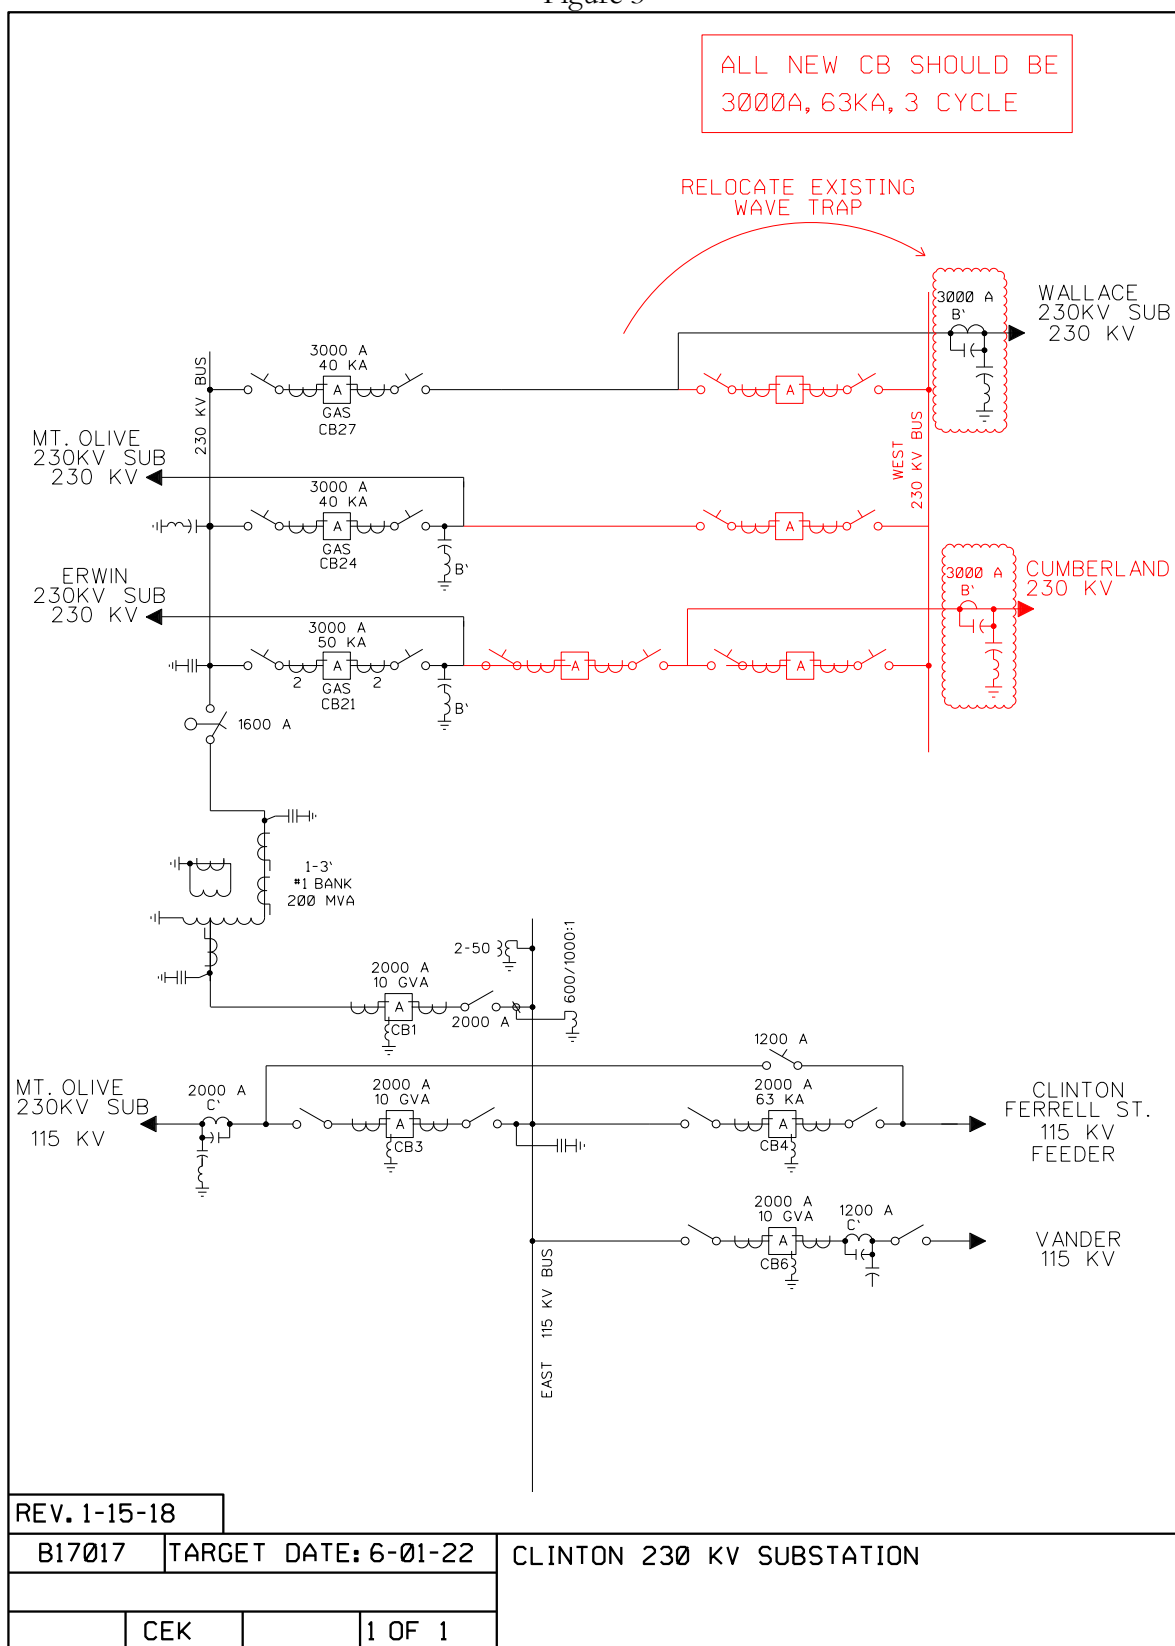 Figure 3
ALL NEW CB SHOULD BE
3000A, 63KA, 3 CYCLE
RELOCATE EXISTING
WAVE TRAP
3000 A
B'
WALLACE
230KV SUB
230 KV
230 KV BUS
3000 A
40 KA
A
GAS
CB27
A
MT. OLIVE
230KV SUB
230 KV
WEST
230 KV BUS
3000 A
40 KA
A
GAS
CB24
B'
A
ERWIN
230KV SUB
230 KV
3000 A
B'
CUMBERLAND
230 KV
3000 A
50 KA
2
A
2
GAS
CB21
B'
A
A
1600 A
1-3'
#1 BANK
200 MVA
2-50
600/1000:1
2000 A
10 GVA
A
CB1
2000 A
1200 A
MT. OLIVE
230KV SUB
115 KV
2000 A
C'
2000 A
10 GVA
A
CB3
2000 A
63 KA
A
CB4
CLINTON
FERRELL ST.
115 KV
FEEDER
2000 A
10 GVA
A
CB6
1200 A
C'
VANDER
115 KV
EAST 115 KV BUS
REV. 1-15-18
B17017
TARGET DATE: 6-01-22
CLINTON 230 KV SUBSTATION
CEK
1 OF 1